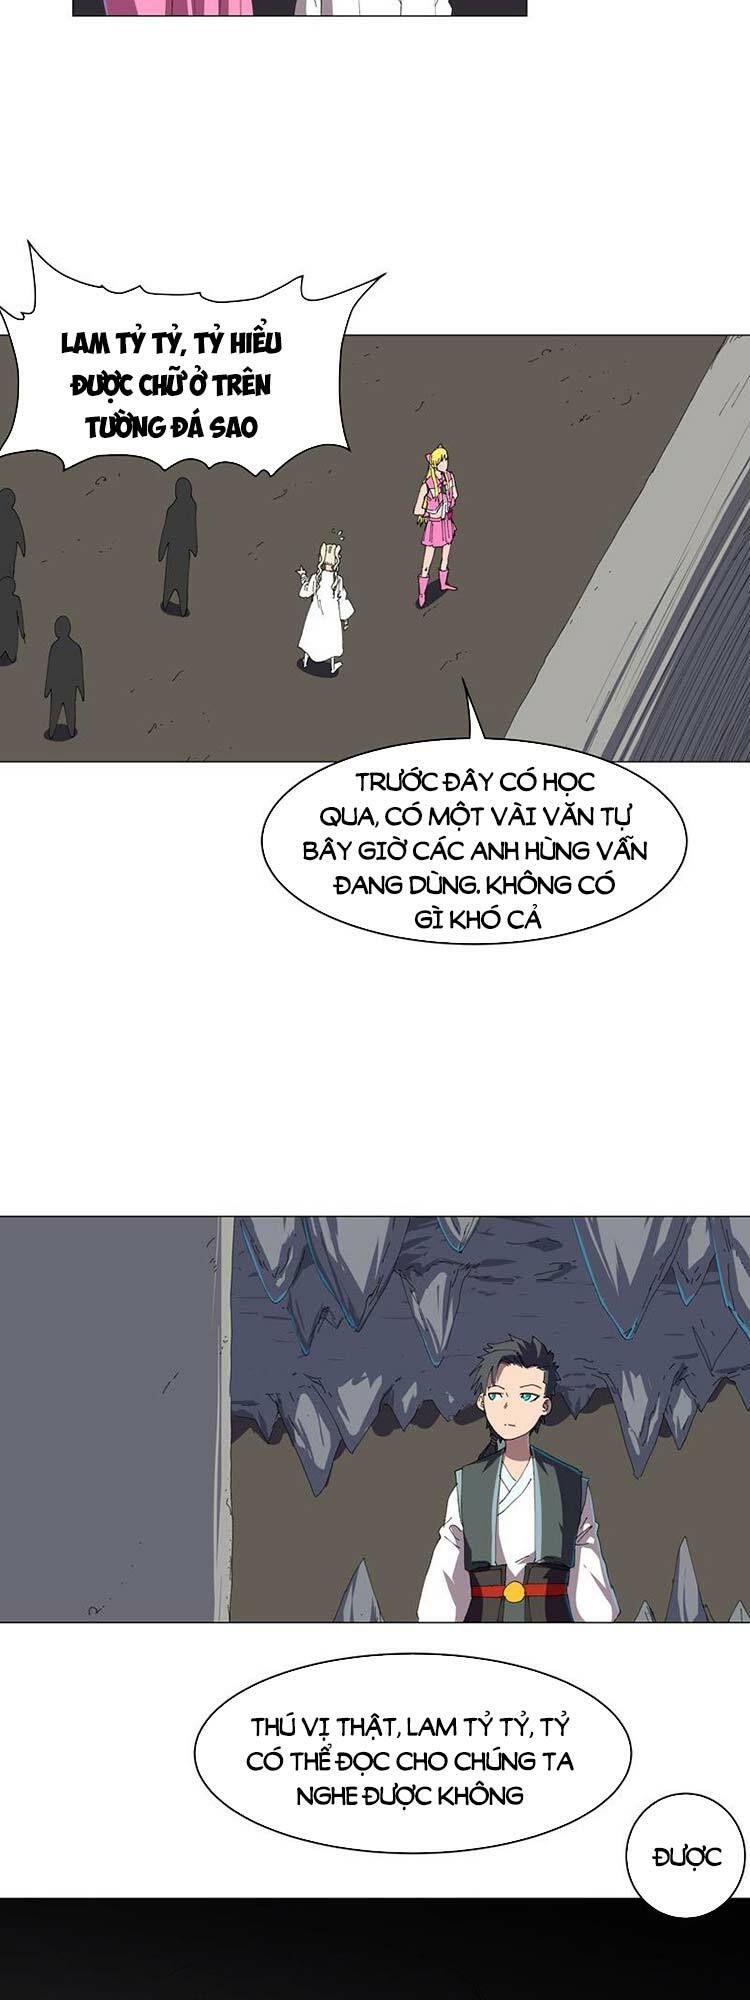 LAM TỶ TỶ, TỶ HIỂU
ĐƯỢC CHỮ Ở TRÊN
TƯỜNG ĐÁ SAO
TRƯỚC ĐÂY CÓ HỌC
QUA, CÓ MỘT VÀI VĂN TỰ
BÂY GIỜ CÁC ANH HÙNG VẪN
ĐANG DÙNG. KHÔNG CÓ
GÌ KHÓ CẢ
THÚ VỊ THẬT, LAM TỶ TỶ, TỶ
CÓ THỂ ĐỌC CHO CHÚNG TA
NGHE ĐƯỢC KHÔNG
ĐƯỢC